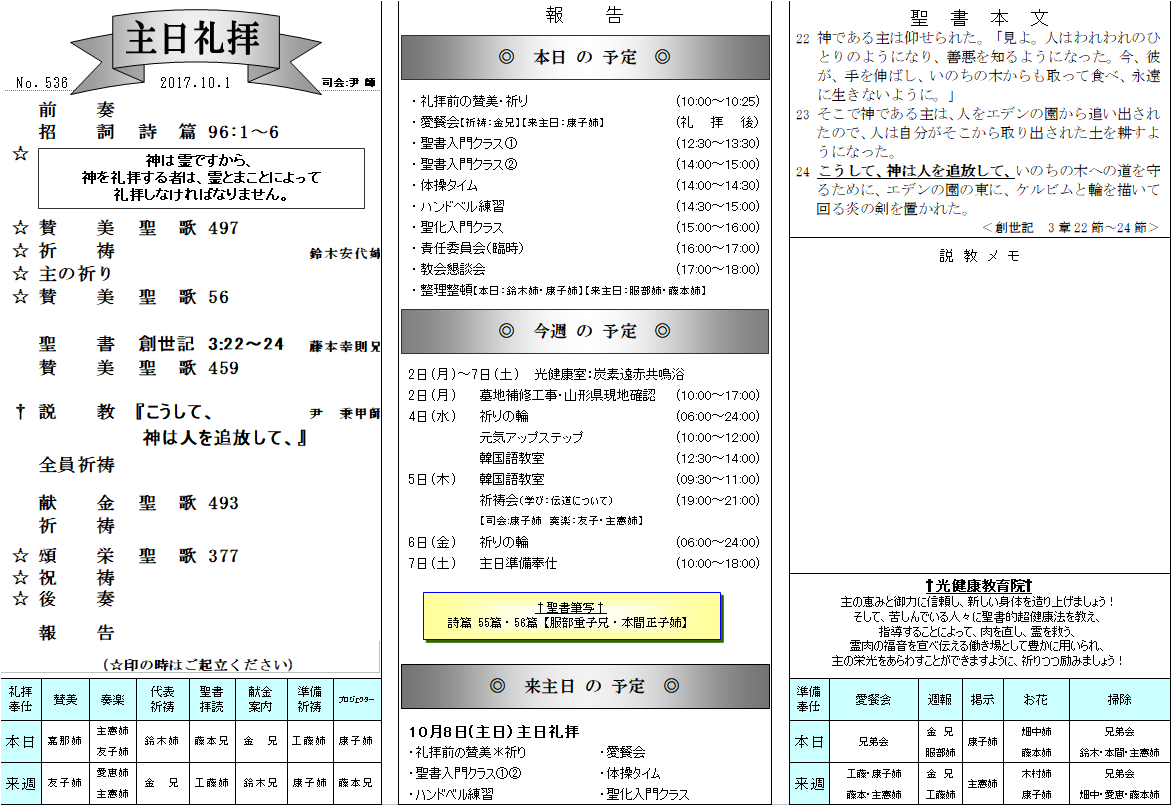 主日礼拝
No. 536　2017.10.1　司会:尹 師
前　奏
招　詞　詩　篇　96:1～6
☆ 神は霊ですから、
神を礼拝する者は、霊とまことによって
礼拝しなければなりません。
☆ 賛　美　聖　歌　497
☆ 祈　祷　鈴木安代姉
☆ 主の祈り
☆ 賛　美　聖　歌　56
聖　書　創世記　3:22～24　藤本幸則兄
賛　美　聖　歌　459
† 説　教　『こうして、　尹　秉甲師
神は人を追放して、』
全員祈祷
献　金　聖　歌　493
祈　祷
☆ 頌　栄　聖　歌　377
☆ 祝　祷
☆ 後　奏
報　告
(☆印の時はご起立ください)
礼拝奉仕　賛美　奏楽　代表祈祷　聖書拝読　献金案内　準備祈祷　プロジェクター
本日　嘉那姉　主憲姉 友子姉　鈴木姉　藤本兄　金　兄　工藤姉　康子姉
来週　友子姉　愛恵姉 主憲姉　金　兄　工藤姉　鈴木兄　康子姉　藤本兄
報　告
◎　本日 の 予定　◎
・礼拝前の賛美・祈り　(10:00～10:25)
・愛餐会【祈祷：金兄】【来主日：康子姉】　(礼　拝　後)
・聖書入門クラス①　(12:30～13:30)
・聖書入門クラス②　(14:00～15:00)
・体操タイム　(14:00～14:30)
・ハンドベル練習　(14:30～15:00)
・聖化入門クラス　(15:00～16:00)
・責任委員会(臨時)　(16:00～17:00)
・教会懇談会　(17:00～18:00)
・整理整頓【本日：鈴木姉・康子姉】【来主日：服部姉・藤本姉】
◎　今週 の 予定　◎
2日(月)～7日(土)　光健康室：炭素遠赤共鳴浴
2日(月)　墓地補修工事・山形県現地確認　(10:00～17:00)
4日(水)　祈りの輪　(06:00～24:00)
元気アップステップ　(10:00～12:00)
韓国語教室　(12:30～14:00)
5日(木)　韓国語教室　(09:30～11:00)
祈祷会(学び：伝道について)　(19:00～21:00)
【司会:康子姉　奏楽：友子・主憲姉】
6日(金)　祈りの輪　(06:00～24:00)
7日(土)　主日準備奉仕　(10:00～18:00)
†聖書筆写†
詩篇 55篇・56篇【服部重子兄・本間正子姉】
◎　来主日 の 予定　◎
10月8日(主日) 主日礼拝
・礼拝前の賛美＊祈り　・愛餐会
・聖書入門クラス①②　・体操タイム
・ハンドベル練習　・聖化入門クラス
聖 書 本 文
22 神である主は仰せられた。「見よ。人はわれわれのひ
とりのようになり、善悪を知るようになった。今、彼
が、手を伸ばし、いのちの木からも取って食べ、永遠
に生きないように。」
23 そこで神である主は、人をエデンの園から追い出され
たので、人は自分がそこから取り出された土を耕すよ
うになった。
24 こうして、神は人を追放して、いのちの木への道を守
るために、エデンの園の東に、ケルビムと輪を描いて
回る炎の剣を置かれた。
＜創世記　3章22節～24節＞
説 教 メ モ
†光健康教育院†
主の恵みと御力に信頼し、新しい身体を造り上げましょう！
そして、苦しんでいる人々に聖書的超健康法を教え、
指導することによって、肉を直し、霊を救う、
霊肉の福音を宣べ伝える働き場として豊かに用いられ、
主の栄光をあらわすことができますように、祈りつつ励みましょう！
準備奉仕　愛餐会　週報　掲示　お花　掃除
本日　兄弟会　金　兄 服部姉　康子姉　畑中姉 藤本姉　兄弟会 鈴木・本間・主憲姉
来週　工藤・康子姉 藤本・主憲姉　金　兄 工藤姉　主憲姉　木村姉 康子姉　兄弟会 畑中・愛恵・藤本姉